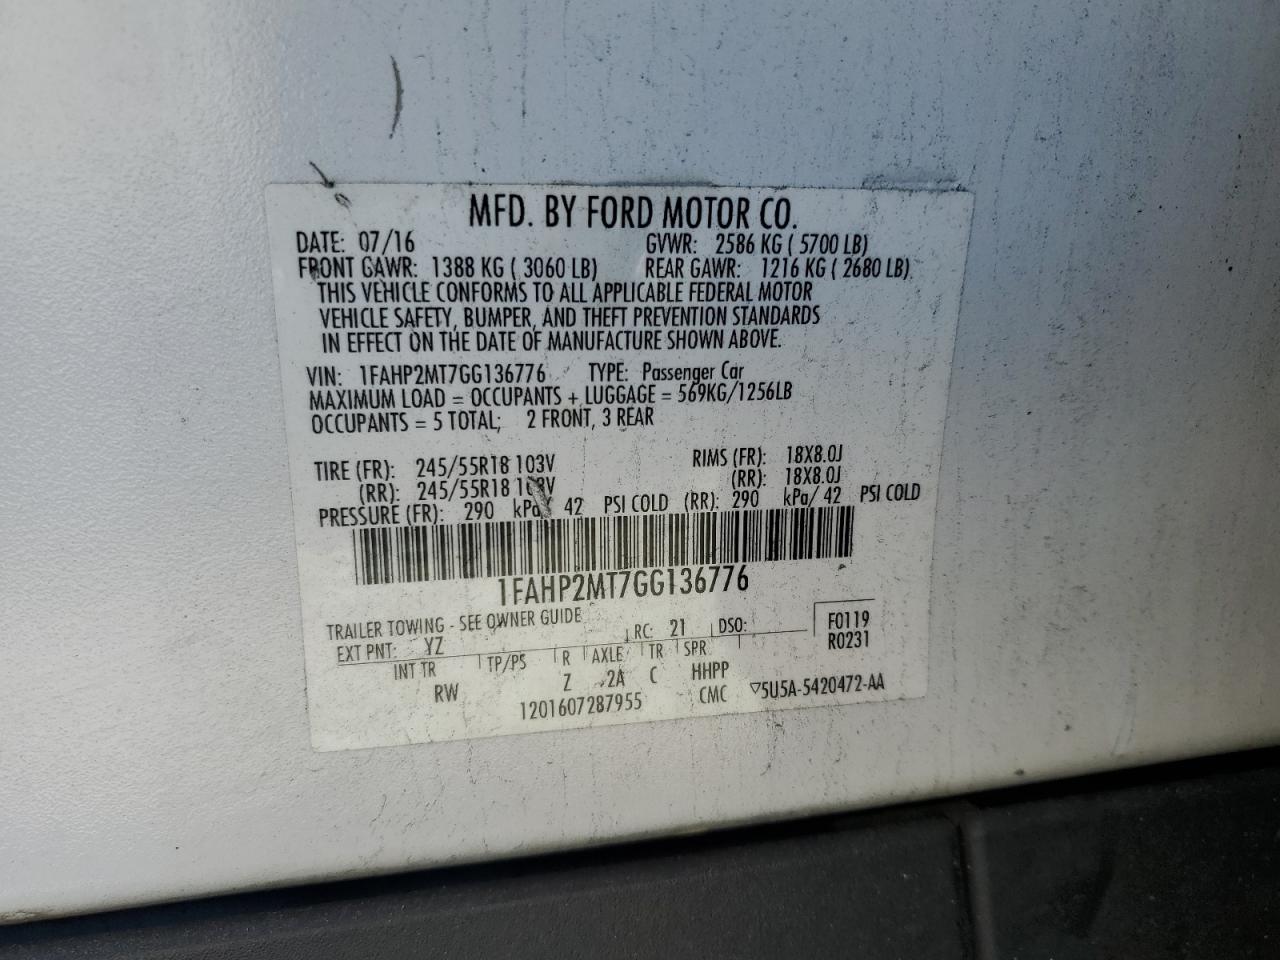 MFD. BY FORD MOTOR CO.
DATE: 07/16 GVWR: 2586 KG ( 5700 LB)
FRONT GAWR: 1388 KG ( 3060 LB) REAR GAWR: 1216 KG ( 2680 LB)
THIS VEHICLE CONFORMS TO ALL APPLICABLE FEDERAL MOTOR
VEHICLE SAFETY, BUMPER, AND THEFT PREVENTION STANDARDS
IN EFFECT ON THE DATE OF MANUFACTURE SHOWN ABOVE.
VIN: 1FAHP2MT7GG136776 TYPE: Passenger Car
MAXIMUM LOAD = OCCUPANTS + LUGGAGE = 569KG/1256LB
OCCUPANTS = 5 TOTAL; 2 FRONT, 3 REAR
TIRE (FR): 245/55R18 103V RIMS (FR): 18X8.0J
(RR): 245/55R18 103V (RR): 18X8.0J
PRESSURE (FR): 290 kPa/ 42 PSI COLD (RR): 290 kPa/ 42 PSI COLD
1FAHP2MT7GG136776
TRAILER TOWING - SEE OWNER GUIDE
EXT PNT: YZ RC: 21 DSO: F0119
R0231
INT TR TP/PS R AXLE TR SPR
RW Z 2A C HHPP
1201607287955 CMC ▽5U5A-5420472-AA